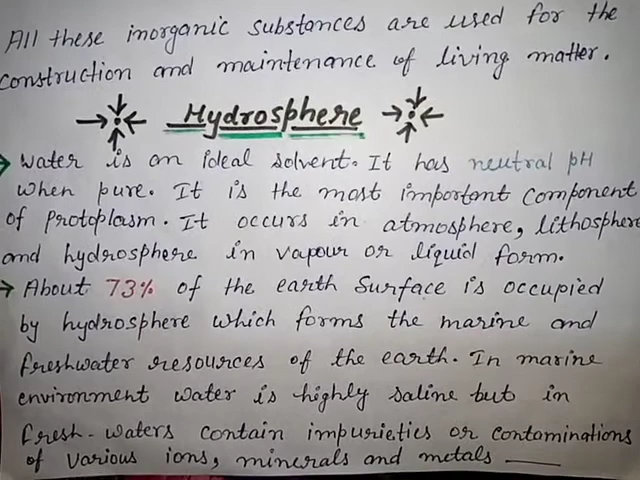 All these inorganic substances are used for the
construction and maintenance of living matter.
Hydrosphere
Water is an ideal solvent. It has neutral pH
when pure. It is the most important component
of protoplasm. It occurs in atmosphere, lithosphere
and hydrosphere in vapour or liquid form.
About 73% of the earth surface is occupied
by hydrosphere which forms the marine and
freshwater resources of the earth. In marine
environment water is highly saline but in
fresh-waters contain impurieties or contaminations
of various ions, minerals and metals